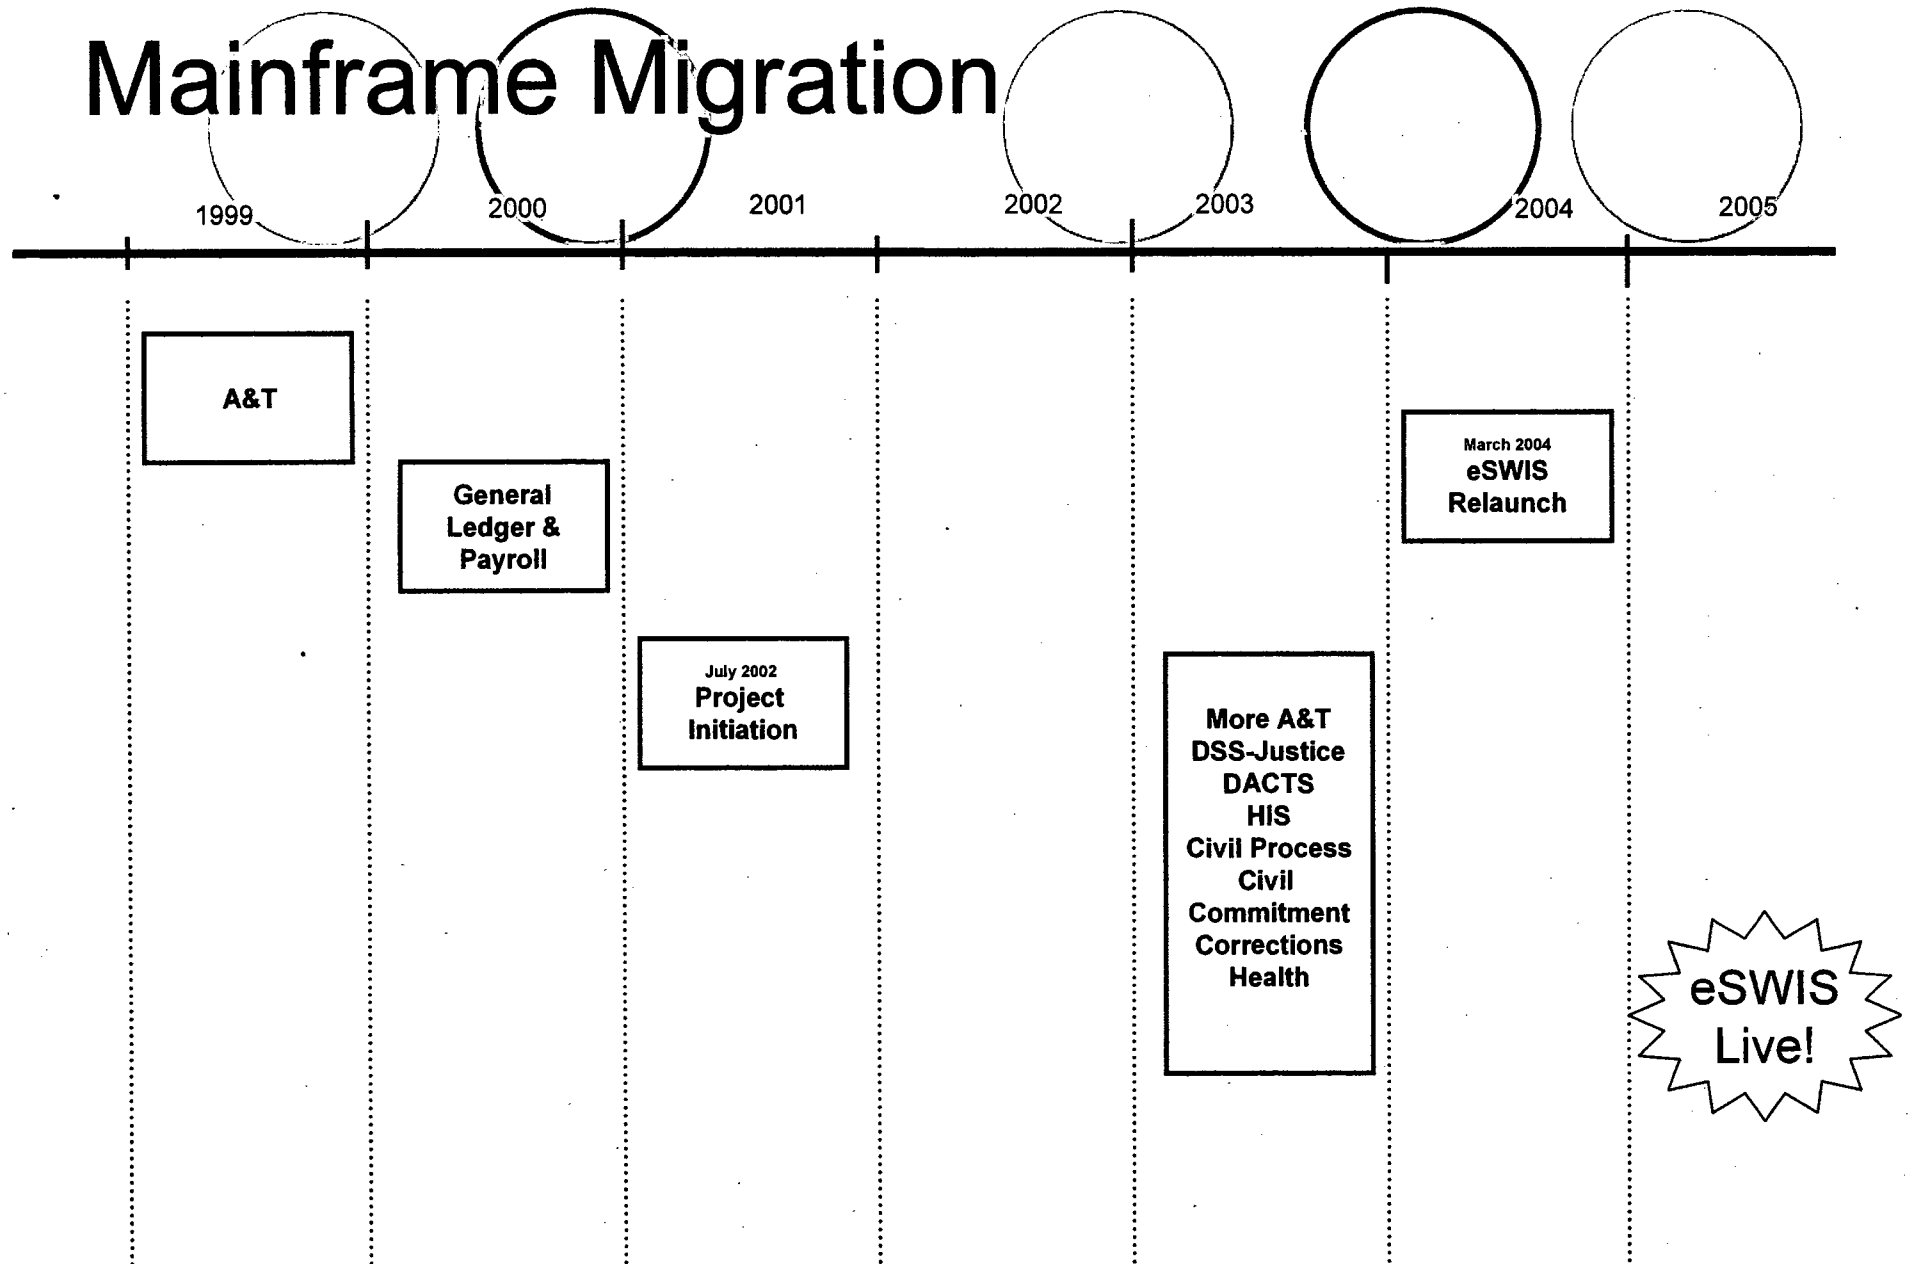 Mainframe Migration
1999
2000
2001
2002
2003
2004
2005
A&T
General
Ledger &
Payroll
July 2002
Project
Initiation
More A&T
DSS-Justice
DACTS
HIS
Civil Process
Civil
Commitment
Corrections
Health
March 2004
eSWIS
Relaunch
eSWIS
Live!